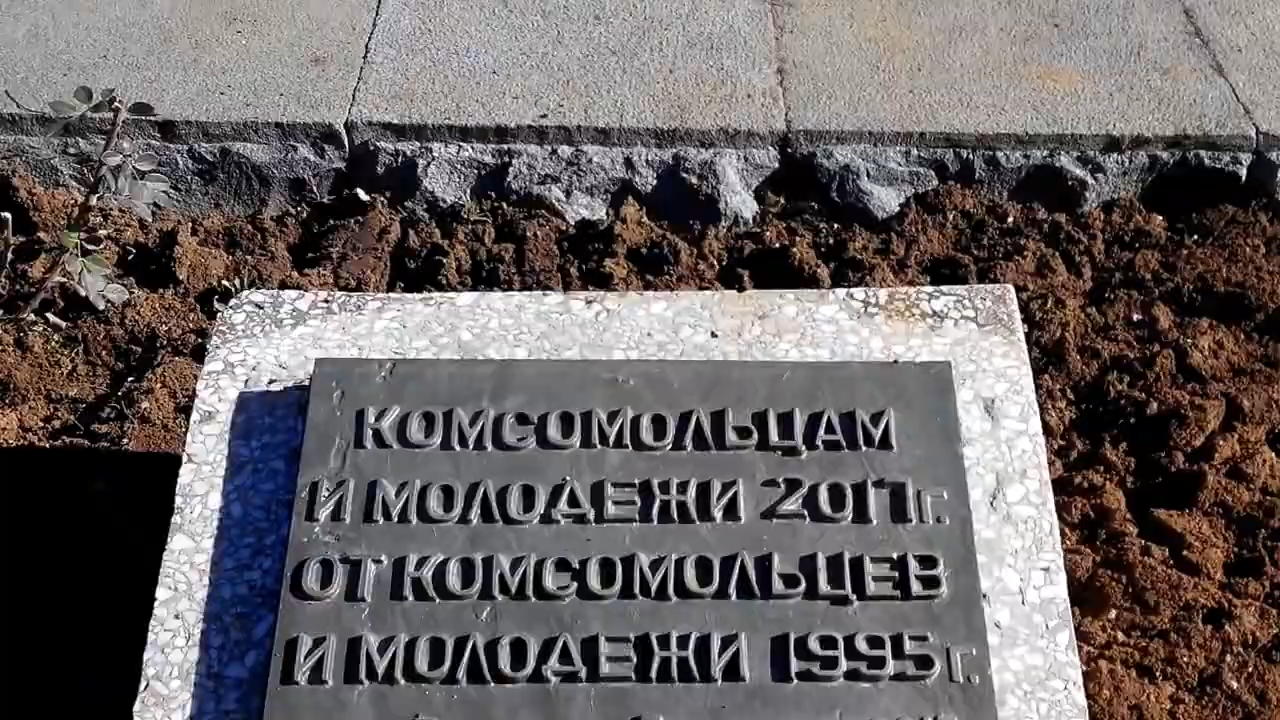 КОМСОМОЛЬЦАМ
И МОЛОДЕЖИ 2017г.
ОТ КОМСОМОЛЬЦЕВ
И МОЛОДЕЖИ 1995г.